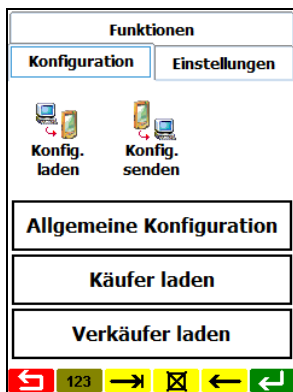 Funktionen
Konfiguration Einstellungen
Konfig. Konfig.
laden senden
Allgemeine Konfiguration
Käufer laden
Verkäufer laden
123